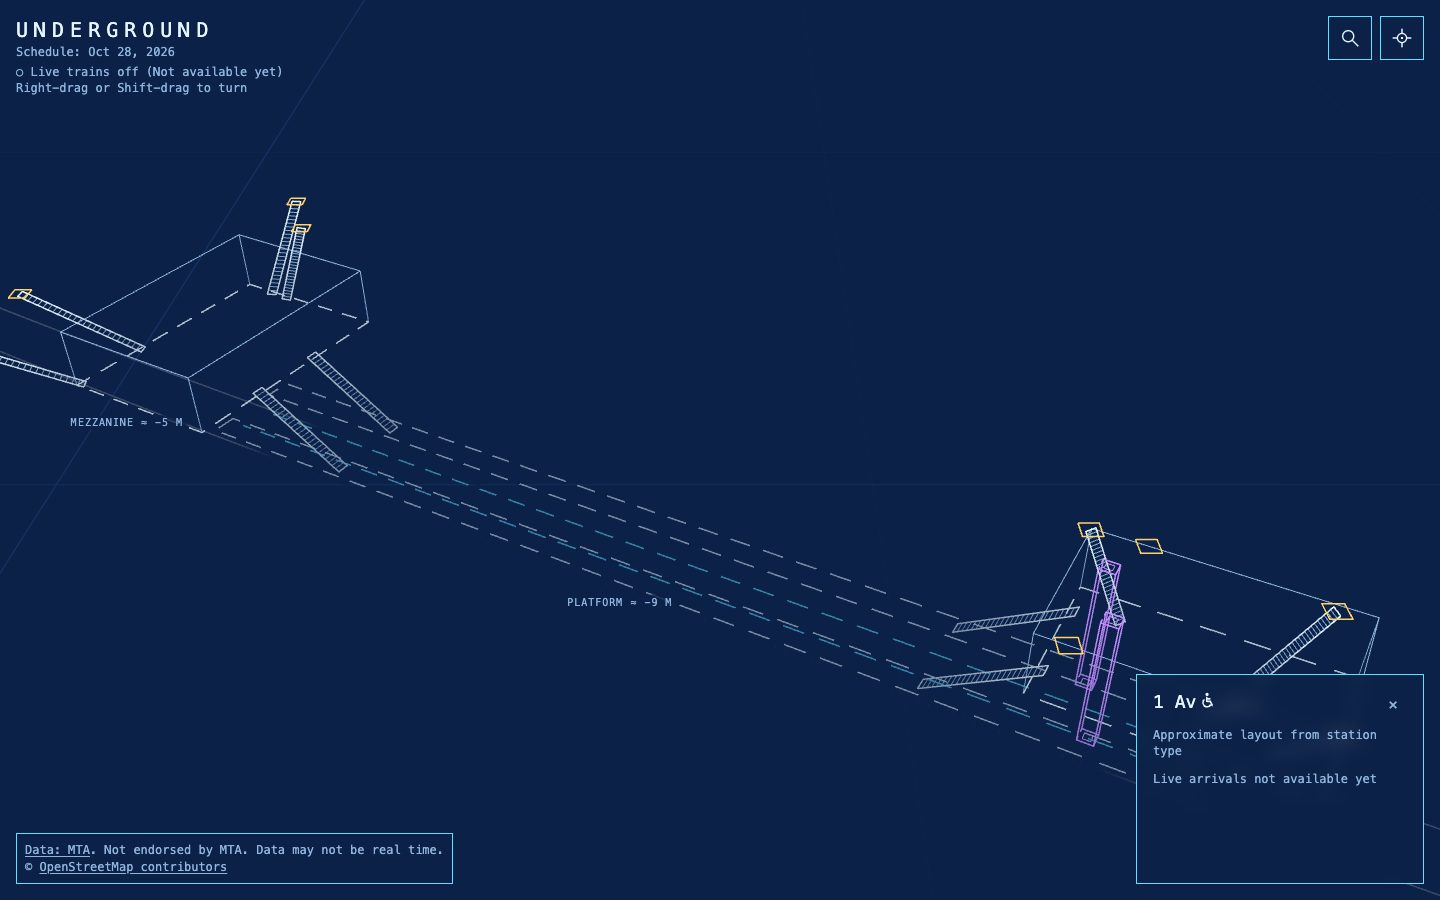 UNDERGROUND
Schedule: Oct 28, 2026
Live trains off (Not available yet)
Right-drag or Shift-drag to turn
MEZZANINE ≈ -5 M
PLATFORM ≈ -9 M
1 Av
Approximate layout from station
type
Live arrivals not available yet
Data: MTA. Not endorsed by MTA. Data may not be real time.
© OpenStreetMap contributors